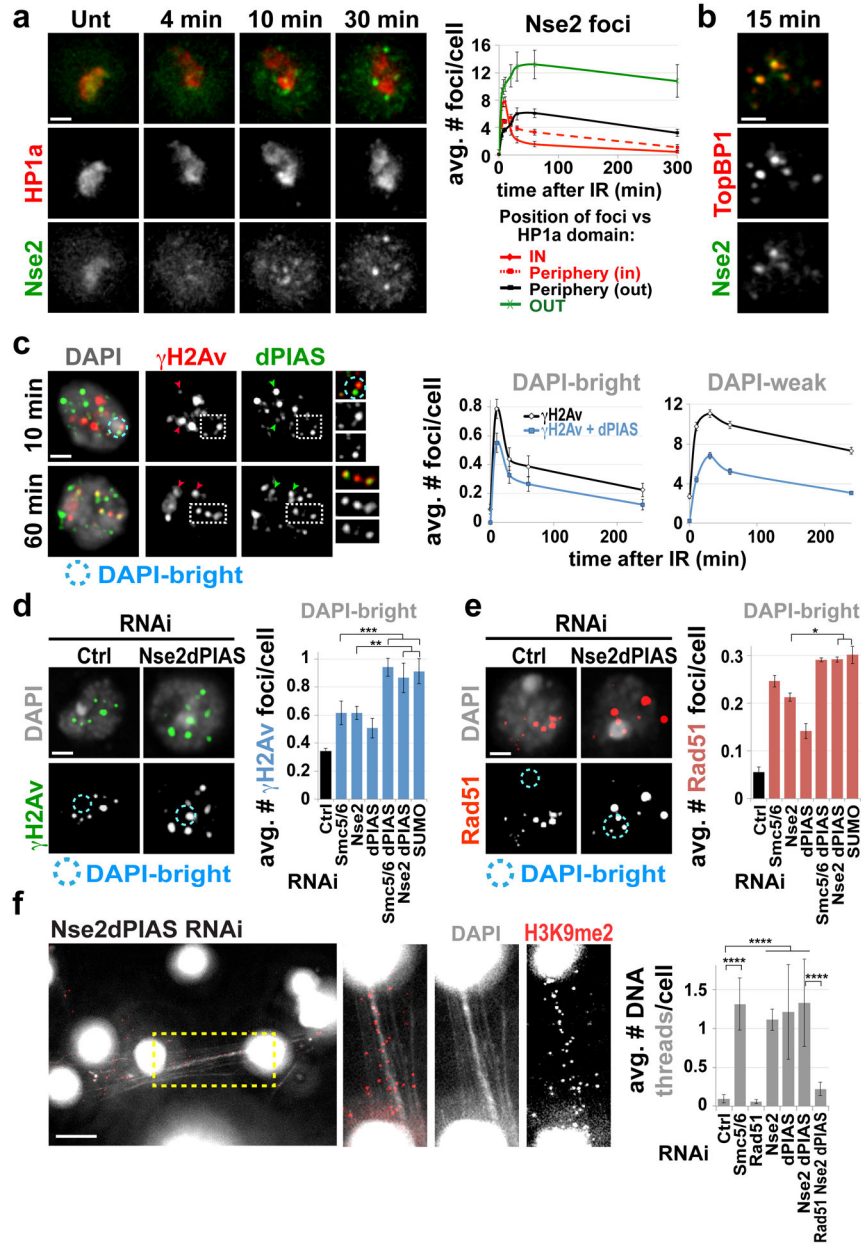 a
Unt 4 min 10 min 30 min
HP1a
Nse2
Nse2 foci
avg. # foci/cell
16
12
8
4
0
0 100 200 300
time after IR (min)
Position of foci vs
HP1a domain:
IN
Periphery (in)
Periphery (out)
OUT
b
15 min
TopBP1
Nse2
c
DAPI γH2Av dPIAS
10 min
60 min
DAPI-bright
avg. # foci/cell
DAPI-bright
0.8
0.6
0.4
0.2
0
0 100 200
γH2Av
γH2Av + dPIAS
DAPI-weak
12
8
4
0
0 100 200
time after IR (min)
d
RNAi
Ctrl Nse2dPIAS
DAPI
γH2Av
DAPI-bright
DAPI-bright
*** 
**
avg. # γH2Av foci/cell
1
0.8
0.6
0.4
0.2
0
Ctrl
Smc5/6
Nse2
dPIAS
Smc5/6 dPIAS
Nse2 dPIAS
SUMO
RNAi
e
RNAi
Ctrl Nse2dPIAS
DAPI
Rad51
DAPI-bright
DAPI-bright
*
avg. # Rad51 foci/cell
0.3
0.2
0.1
0
Ctrl
Smc5/6
Nse2
dPIAS
Smc5/6 dPIAS
Nse2 dPIAS
SUMO
RNAi
f
Nse2dPIAS RNAi
DAPI H3K9me2
avg. # DNA
threads/cell
****
****
****
1.5
1
0.5
0
Ctrl
Smc5/6
Rad51
Nse2
dPIAS
Nse2 dPIAS
Rad51 Nse2 dPIAS
RNAi